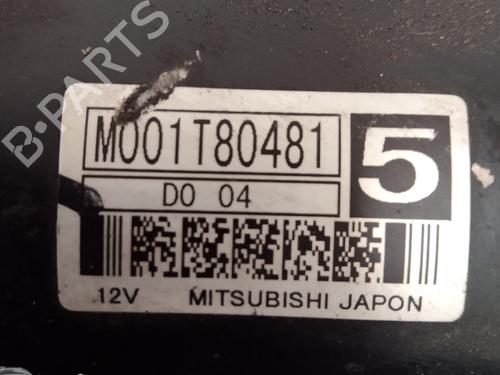 B-PARTS
M001T80481
5
D0 04
12V MITSUBISHI JAPON